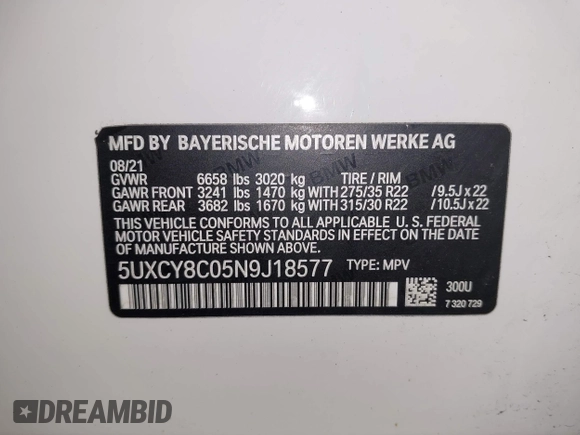 MFD BY BAYERISCHE MOTOREN WERKE AG
08/21
GVWR 6658 lbs 3020 kg TIRE / RIM
GAWR FRONT 3241 lbs 1470 kg WITH 275/35 R22 / 9.5J x 22
GAWR REAR 3682 lbs 1670 kg WITH 315/30 R22 / 10.5J x 22
THIS VEHICLE CONFORMS TO ALL APPLICABLE U. S. FEDERAL
MOTOR VEHICLE SAFETY STANDARDS IN EFFECT ON THE DATE
OF MANUFACTURE SHOWN ABOVE.
5UXCY8C05N9J18577 TYPE: MPV
300U
7 320 729
BMW
BMW
BMW
DREAMBID